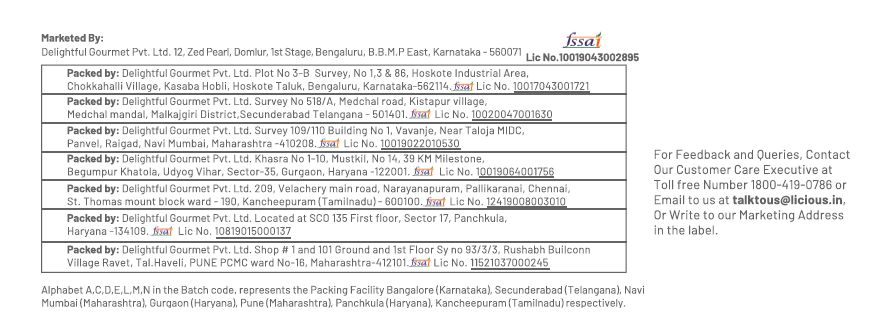 Marketed By:
Delightful Gourmet Pvt. Ltd. 12, Zed Pearl, Domlur, 1st Stage, Bengaluru, B.B.M.P East, Karnataka - 560071
fssai
Lic No.10019043002895
Packed by: Delightful Gourmet Pvt. Ltd. Plot No 3-B Survey, No 1,3 & 86, Hoskote Industrial Area,
Chokkahalli Village, Kasaba Hobli, Hoskote Taluk, Bengaluru, Karnataka-562114. fssai Lic No. 10017043001721
Packed by: Delightful Gourmet Pvt. Ltd. Survey No 518/A, Medchal road, Kistapur village,
Medchal mandal, Malkajgiri District,Secunderabad Telangana - 501401. fssai Lic No. 10020047001630
Packed by: Delightful Gourmet Pvt. Ltd. Survey 109/110 Building No 1, Vavanje, Near Taloja MIDC,
Panvel, Raigad, Navi Mumbai, Maharashtra -410208. fssai Lic No. 10019022010530
Packed by: Delightful Gourmet Pvt. Ltd. Khasra No 1-10, Mustkil, No 14, 39 KM Milestone,
Begumpur Khatola, Udyog Vihar, Sector-35, Gurgaon, Haryana -122001. fssai Lic No. 10019064001756
Packed by: Delightful Gourmet Pvt. Ltd. 209, Velachery main road, Narayanapuram, Pallikaranai, Chennai,
St. Thomas mount block ward - 190, Kancheepuram (Tamilnadu) - 600100. fssai Lic No. 12419008003010
Packed by: Delightful Gourmet Pvt. Ltd. Located at SCO 135 First floor, Sector 17, Panchkula,
Haryana -134109. fssai Lic No. 10819015000137
Packed by: Delightful Gourmet Pvt. Ltd. Shop # 1 and 101 Ground and 1st Floor Sy no 93/3/3, Rushabh Builconn
Village Ravet, Tal.Haveli, PUNE PCMC ward No-16, Maharashtra-412101. fssai Lic No. 11521037000245
Alphabet A,C,D,E,L,M,N in the Batch code, represents the Packing Facility Bangalore (Karnataka), Secunderabad (Telangana), Navi
Mumbai (Maharashtra), Gurgaon (Haryana), Pune (Maharashtra), Panchkula (Haryana), Kancheepuram (Tamilnadu) respectively.
For Feedback and Queries, Contact
Our Customer Care Executive at
Toll free Number 1800-419-0786 or
Email to us at talktous@licious.in,
Or Write to our Marketing Address
in the label.